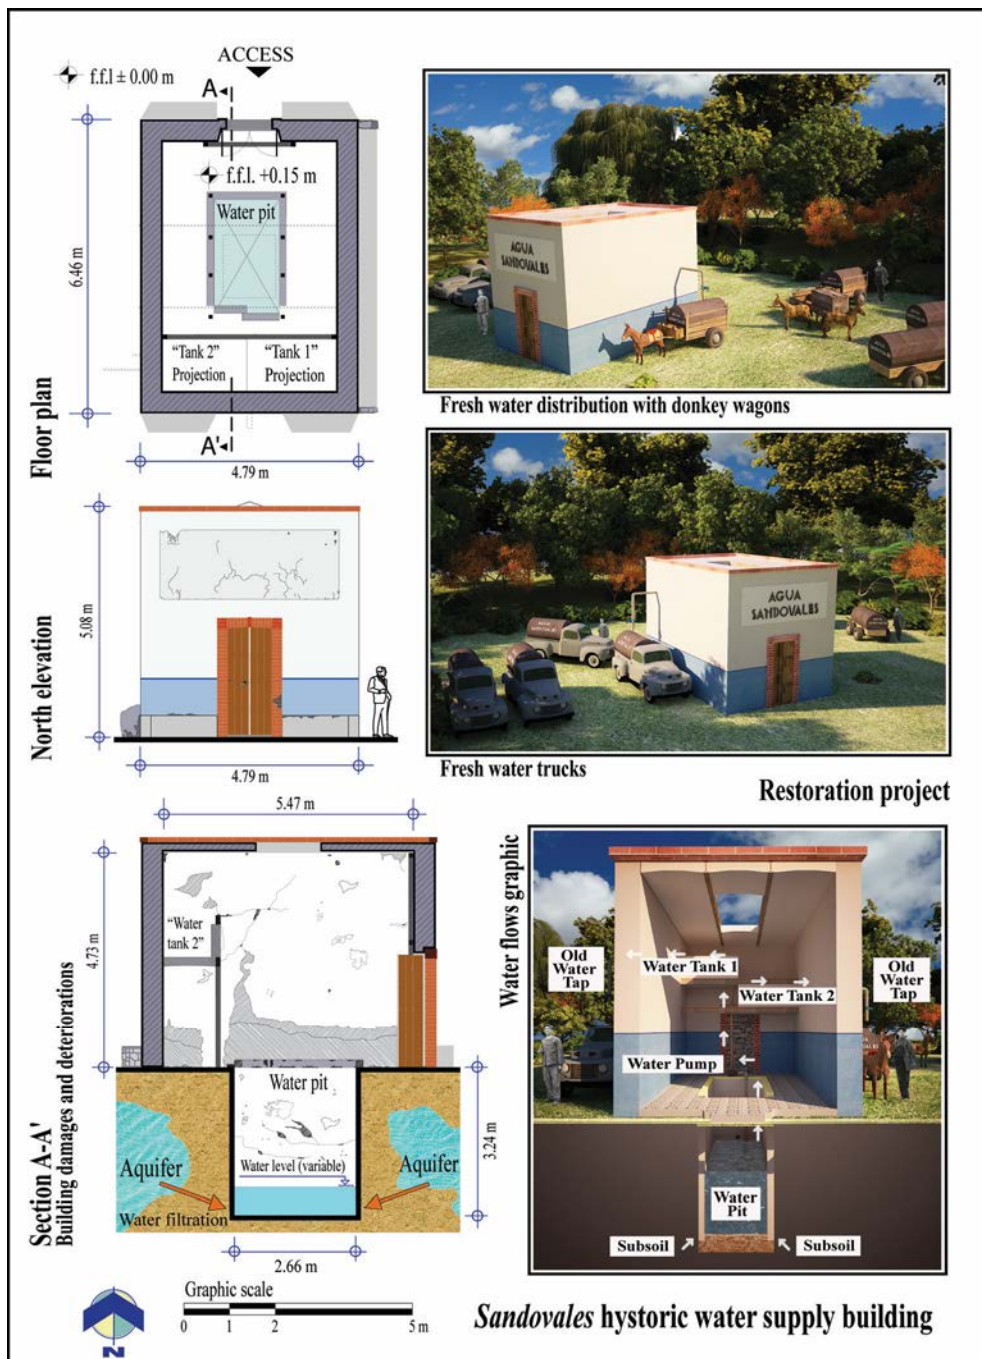 ACCESS
f.f.l ± 0.00 m
A
f.f.l. +0.15 m
Water pit
6.46 m
"Tank 2"
Projection
"Tank 1"
Projection
A'
4.79 m
Floor plan
AGUA
SANDOVALES
Fresh water distribution with donkey wagons
5.08 m
4.79 m
North elevation
AGUA
SANDOVALES
Fresh water trucks
Restoration project
5.47 m
"Water
tank 2"
4.73 m
Water pit
Water level (variable)
Aquifer
Aquifer
Water filtration
3.24 m
2.66 m
Section A-A'
Building damages and deteriorations
Water flows graphic
Old
Water
Tap
Water Tank 1
Water Tank 2
Old
Water
Tap
Water Pump
Water
Pit
Subsoil
Subsoil
N
Graphic scale
0 1 2 5 m
Sandovales hystoric water supply building